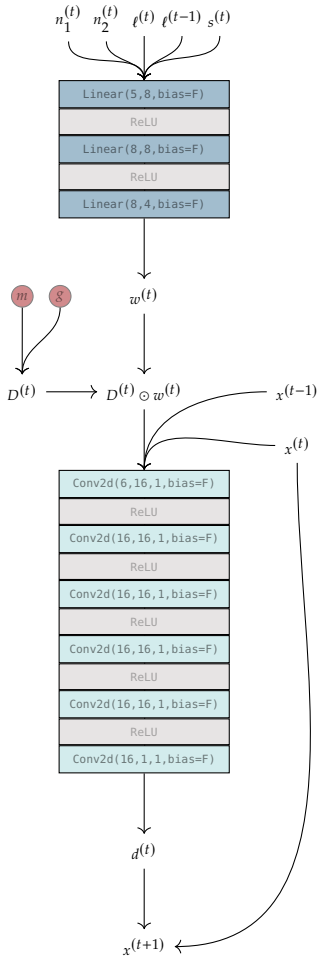 n₁⁽ᵗ⁾ n₂⁽ᵗ⁾ ℓ⁽ᵗ⁾ ℓ⁽ᵗ⁻¹⁾ s⁽ᵗ⁾
Linear(5,8,bias=F)
ReLU
Linear(8,8,bias=F)
ReLU
Linear(8,4,bias=F)
w⁽ᵗ⁾
m g
D⁽ᵗ⁾ D⁽ᵗ⁾ ⊙ w⁽ᵗ⁾ x⁽ᵗ⁻¹⁾
x⁽ᵗ⁾
Conv2d(6,16,1,bias=F)
ReLU
Conv2d(16,16,1,bias=F)
ReLU
Conv2d(16,16,1,bias=F)
ReLU
Conv2d(16,16,1,bias=F)
ReLU
Conv2d(16,16,1,bias=F)
ReLU
Conv2d(16,1,1,bias=F)
d⁽ᵗ⁾
x⁽ᵗ⁺¹⁾